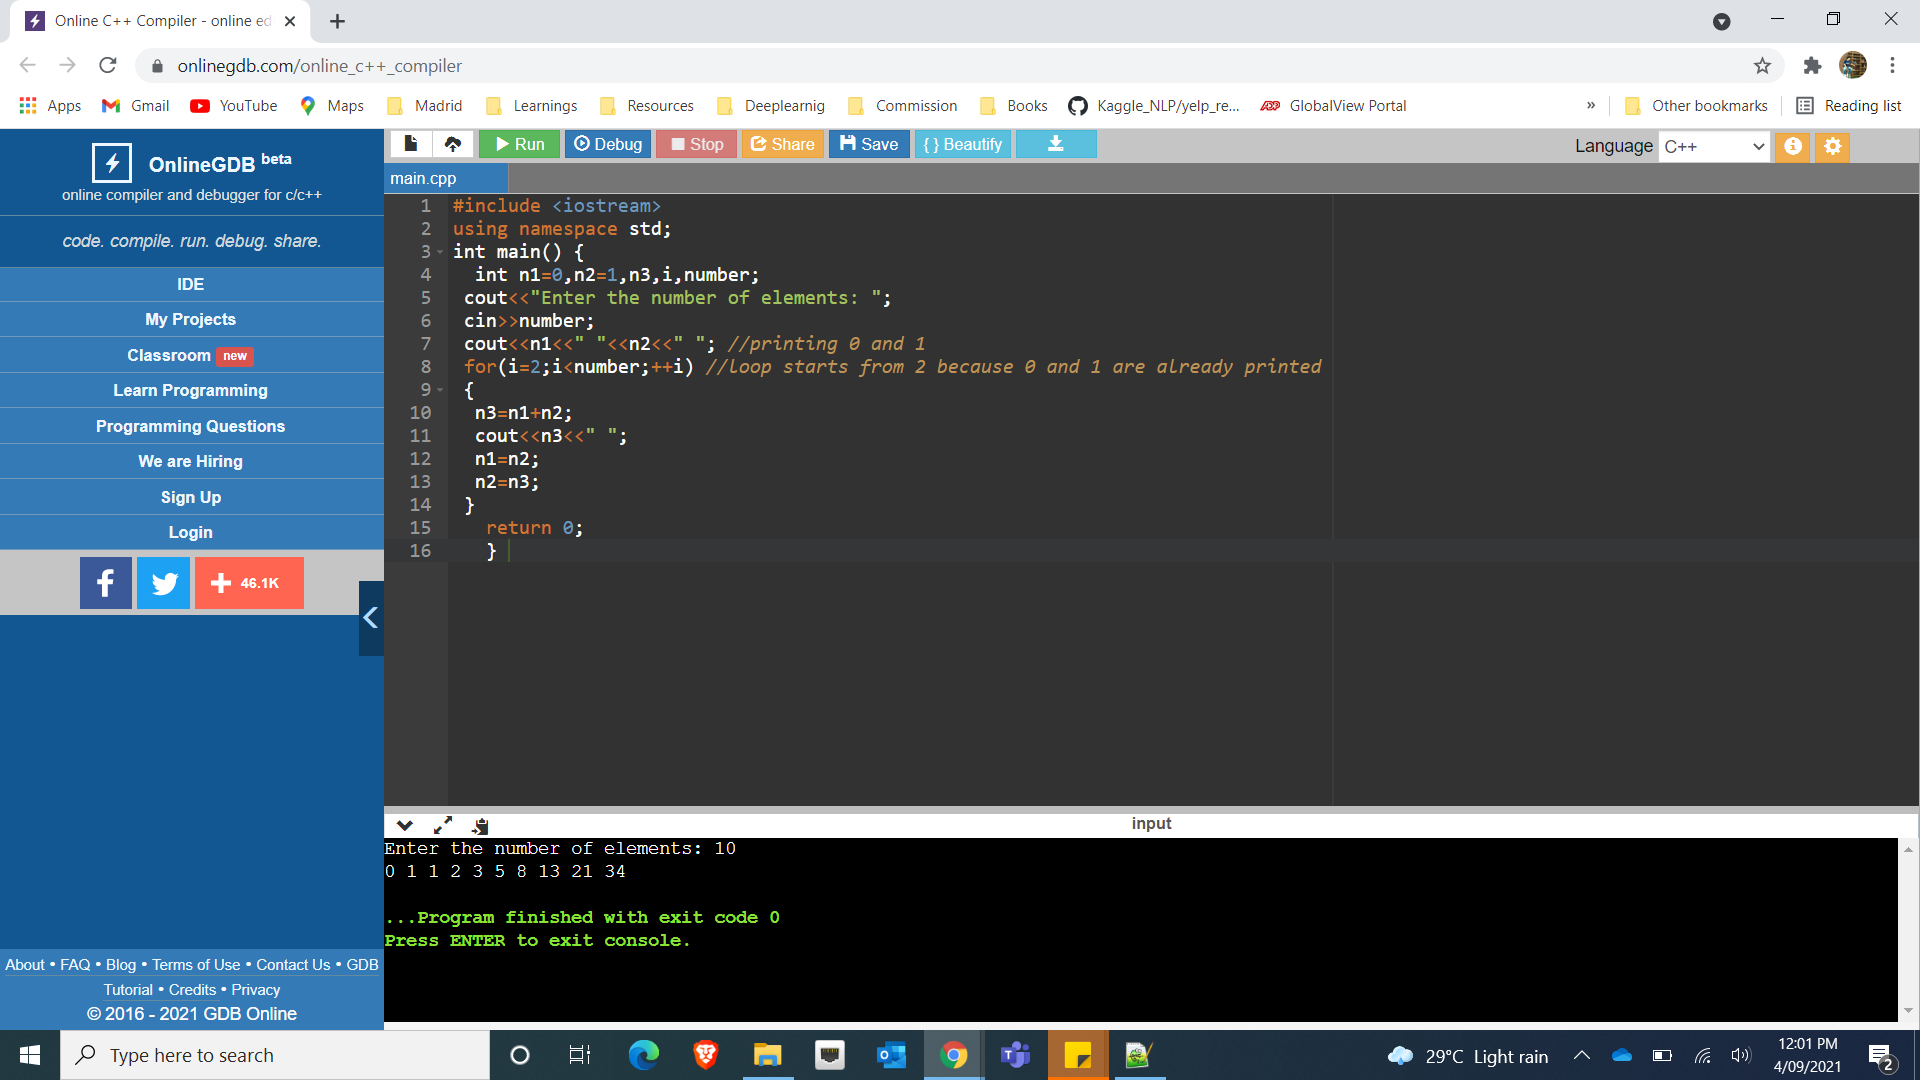 Online C++ Compiler - online ed
onlinegdb.com/online_c++_compiler
Apps Gmail YouTube Maps Madrid Learnings Resources Deeplearnig Commission Books Kaggle_NLP/yelp_re... GlobalView Portal » Other bookmarks Reading list
OnlineGDB beta
online compiler and debugger for c/c++
code. compile. run. debug. share.
IDE
My Projects
Classroom new
Learn Programming
Programming Questions
We are Hiring
Sign Up
Login
46.1K
About • FAQ • Blog • Terms of Use • Contact Us • GDB
Tutorial • Credits • Privacy
© 2016 - 2021 GDB Online
Run Debug Stop Share Save { } Beautify
Language C++
main.cpp
1 #include <iostream>
2 using namespace std;
3 int main() {
4 int n1=0,n2=1,n3,i,number;
5 cout<<"Enter the number of elements: ";
6 cin>>number;
7 cout<<n1<<" "<<n2<<" "; //printing 0 and 1
8 for(i=2;i<number;++i) //loop starts from 2 because 0 and 1 are already printed
9 {
10 n3=n1+n2;
11 cout<<n3<<" ";
12 n1=n2;
13 n2=n3;
14 }
15 return 0;
16 }
input
Enter the number of elements: 10
0 1 1 2 3 5 8 13 21 34
...Program finished with exit code 0
Press ENTER to exit console.
Type here to search
29°C Light rain
12:01 PM
4/09/2021
2